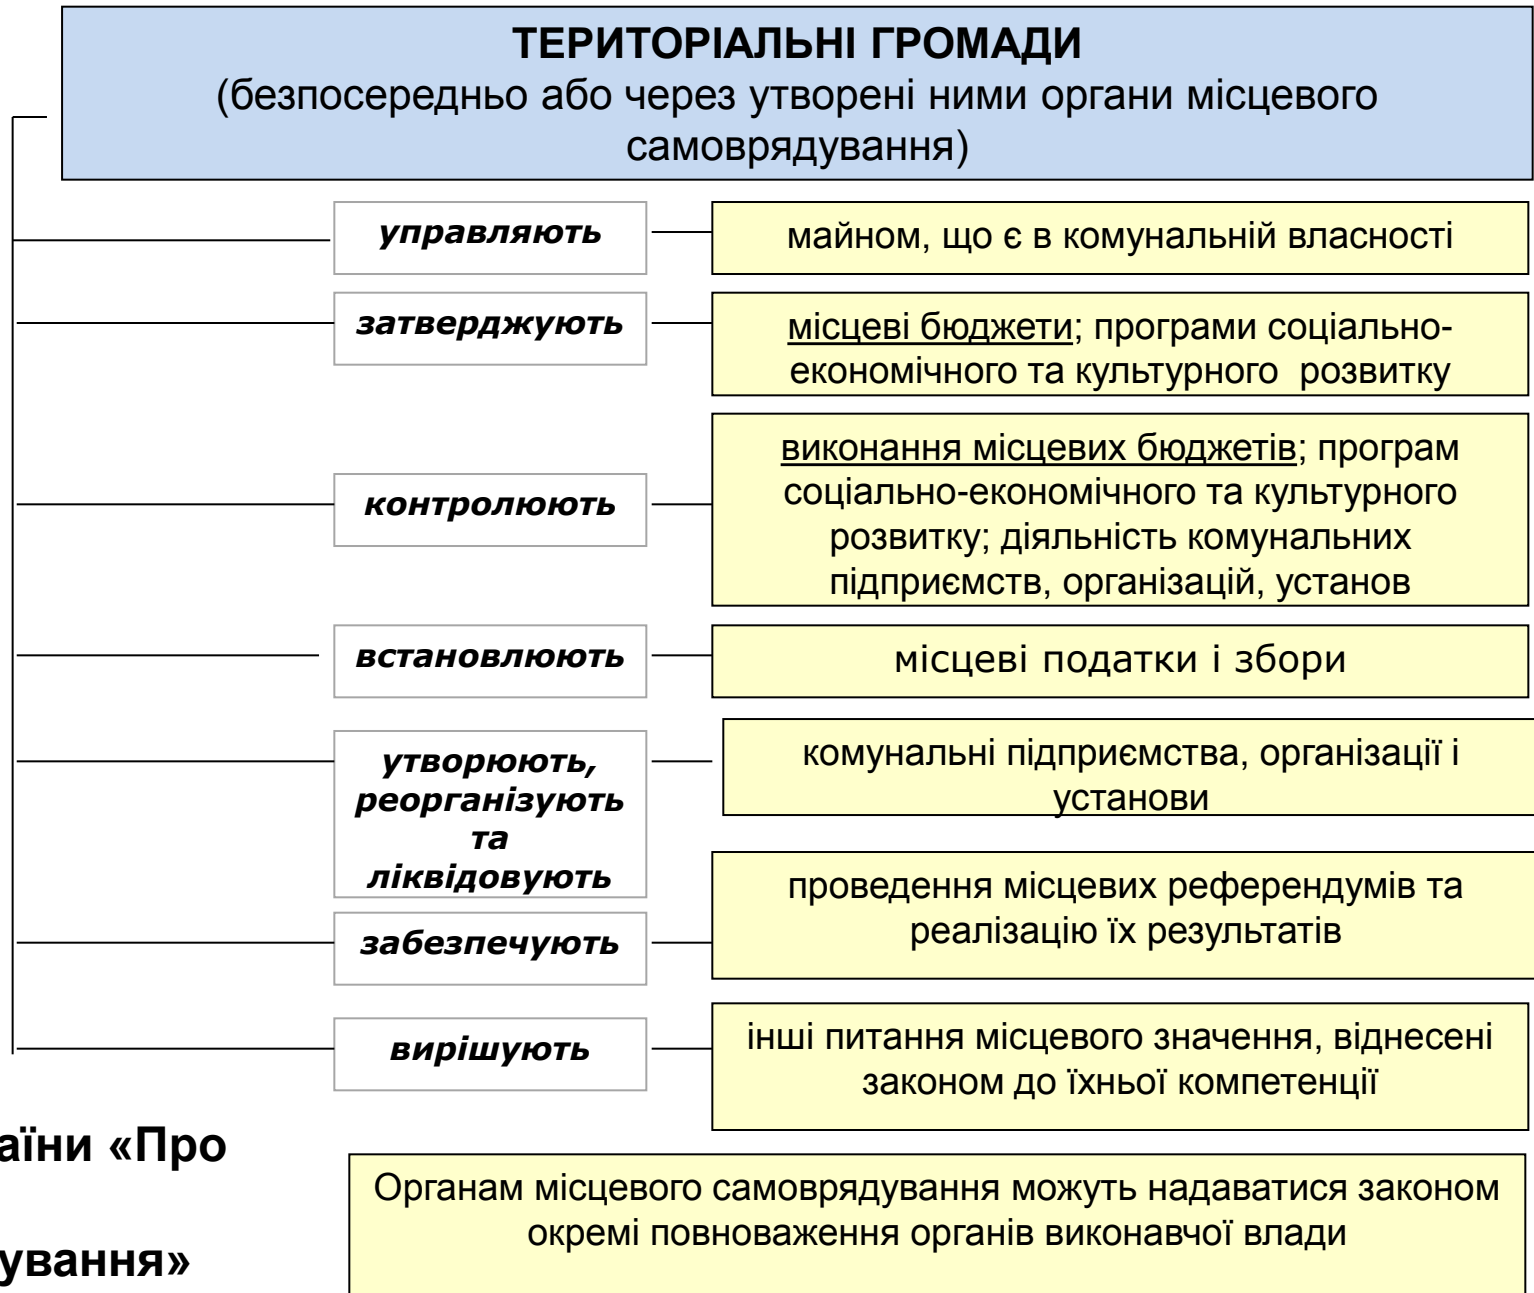 ТЕРИТОРІАЛЬНІ ГРОМАДИ
(безпосередньо або через утворені ними органи місцевого
самоврядування)
управляють
майном, що є в комунальній власності
затверджують
місцеві бюджети; програми соціально-
економічного та культурного розвитку
контролюють
виконання місцевих бюджетів; програм
соціально-економічного та культурного
розвитку; діяльність комунальних
підприємств, організацій, установ
встановлюють
місцеві податки і збори
утворюють,
реорганізують
та
ліквідовують
комунальні підприємства, організації і
установи
забезпечують
проведення місцевих референдумів та
реалізацію їх результатів
вирішують
інші питання місцевого значення, віднесені
законом до їхньої компетенції
аїни «Про
ування»
Органам місцевого самоврядування можуть надаватися законом
окремі повноваження органів виконавчої влади